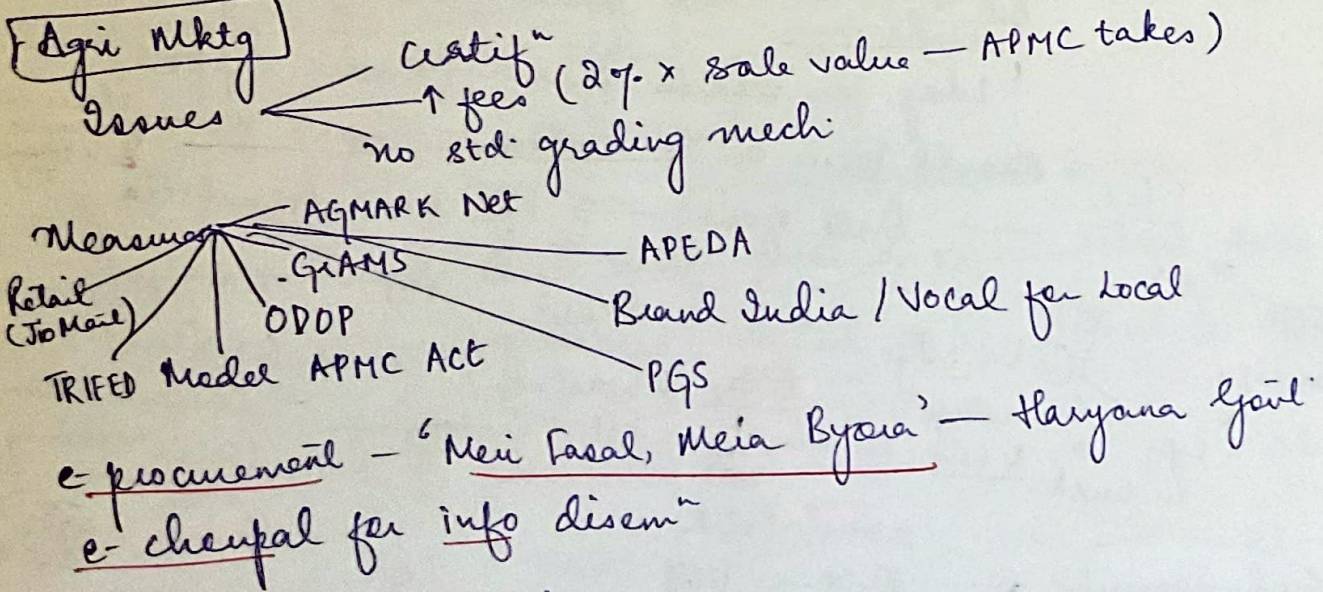 Agri Mktg
Issues
certifⁿ
↑ fees (2% × sale value — APMC takes)
no std. grading mech.
Measures
AGMARK Net
APEDA
GrAMS
Brand India / Vocal for Local
Retail
(JioMart)
ODOP
PGS
TRIFED
Model APMC Act
e-procurement – 'Meri Fasal, Mera Byora' — Haryana Govt.
e-choupal for info disemⁿ